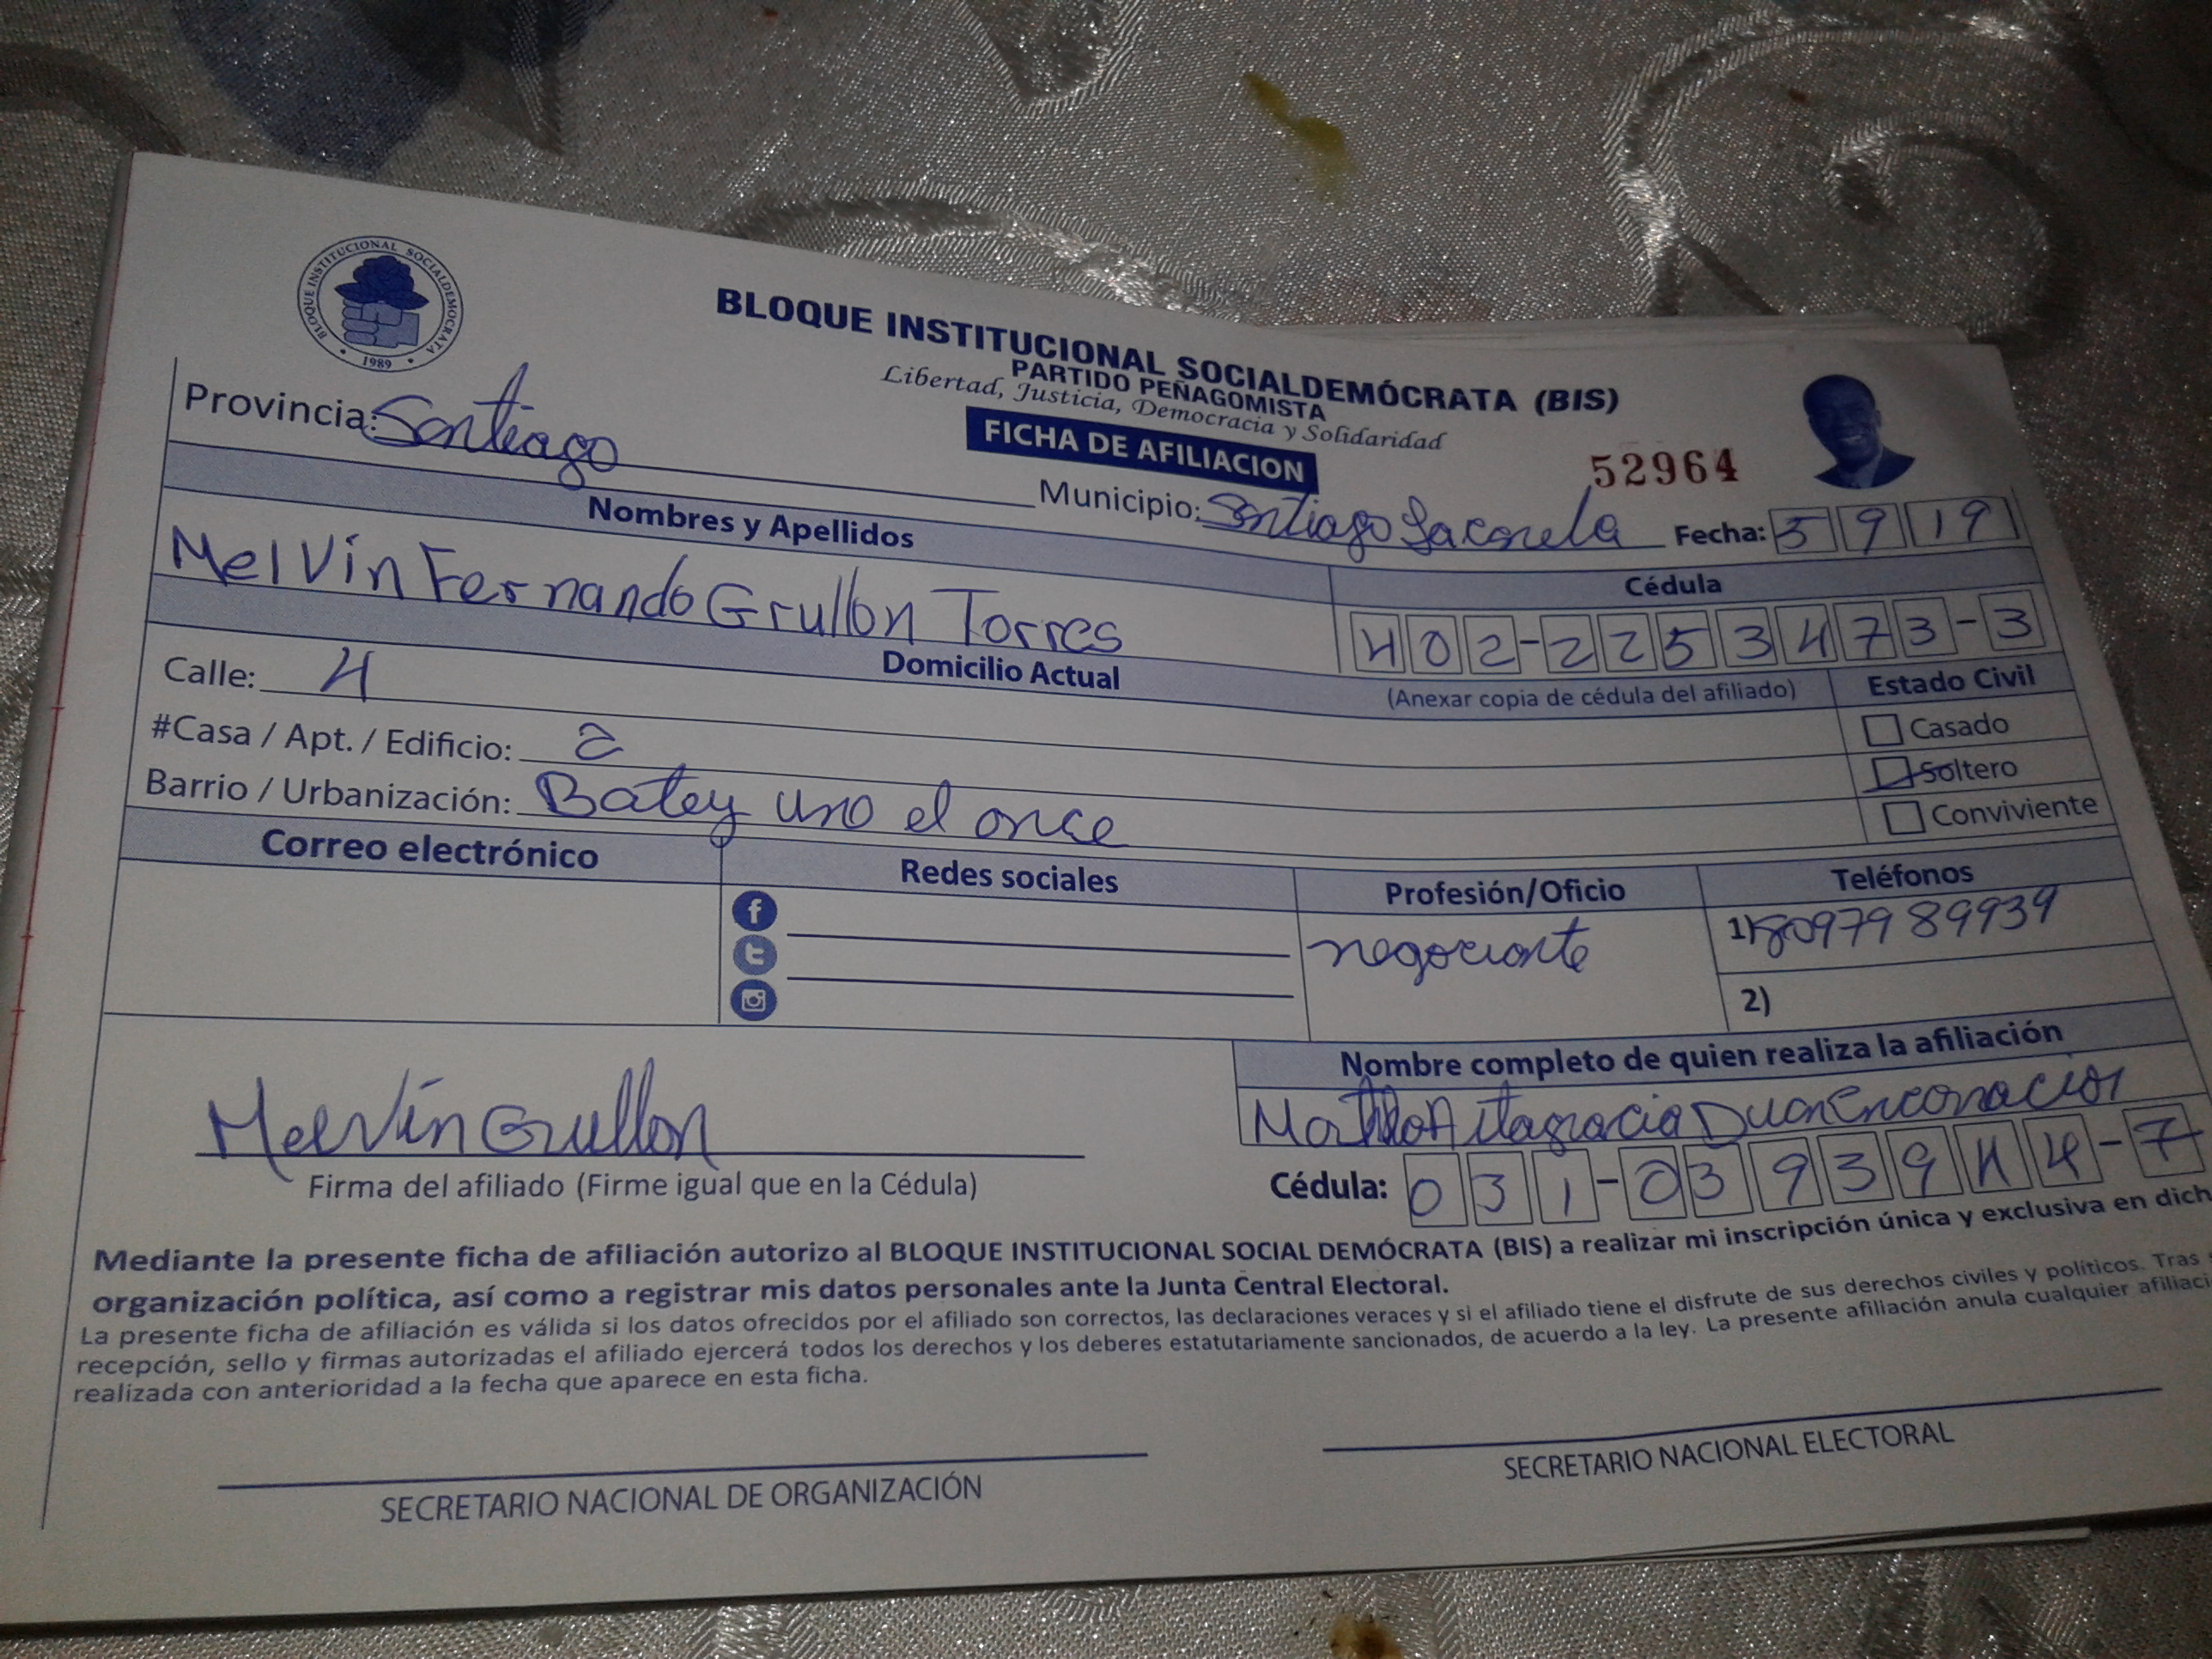 BLOQUE INSTITUCIONAL SOCIALDEMOCRATA
1989
BLOQUE INSTITUCIONAL SOCIALDEMÓCRATA (BIS)
PARTIDO PEÑAGOMISTA
Libertad, Justicia, Democracia y Solidaridad
FICHA DE AFILIACION
52964
Provincia: Santiago
Municipio: Santiago La Fecha: 5 9 19
Nombres y Apellidos
Cédula
Melvin Fernando Grullon Torres
402-2253473-3
Domicilio Actual
(Anexar copia de cédula del afiliado)
Estado Civil
Calle: 4
Casado
#Casa / Apt. / Edificio: 2
Soltero
Barrio / Urbanización: Batey uno el once
Conviviente
Correo electrónico
Redes sociales
Profesión/Oficio
Teléfonos
negociante
1) 8097989939
2)
Nombre completo de quien realiza la afiliación
Altagracia Duran Encarnacion
Melvin Grullon
Firma del afiliado (Firme igual que en la Cédula)
Cédula: 031-0393944-7
Mediante la presente ficha de afiliación autorizo al BLOQUE INSTITUCIONAL SOCIAL DEMÓCRATA (BIS) a realizar mi inscripción única y exclusiva en dich
organización política, así como a registrar mis datos personales ante la Junta Central Electoral.
La presente ficha de afiliación es válida si los datos ofrecidos por el afiliado son correctos, las declaraciones veraces y si el afiliado tiene el disfrute de sus derechos civiles y políticos. Tras
recepción, sello y firmas autorizadas el afiliado ejercerá todos los derechos y los deberes estatutariamente sancionados, de acuerdo a la ley. La presente afiliación anula cualquier afiliaci
realizada con anterioridad a la fecha que aparece en esta ficha.
SECRETARIO NACIONAL DE ORGANIZACIÓN
SECRETARIO NACIONAL ELECTORAL